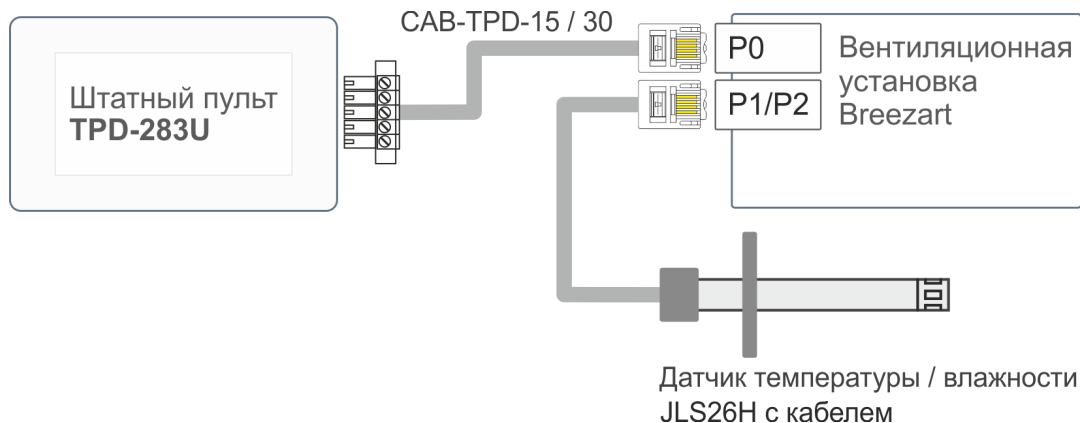 CAB-TPD-15 / 30
Штатный пульт
TPD-283U
P0
P1/P2
Вентиляционная
установка
Breezart
Датчик температуры / влажности
JLS26H с кабелем